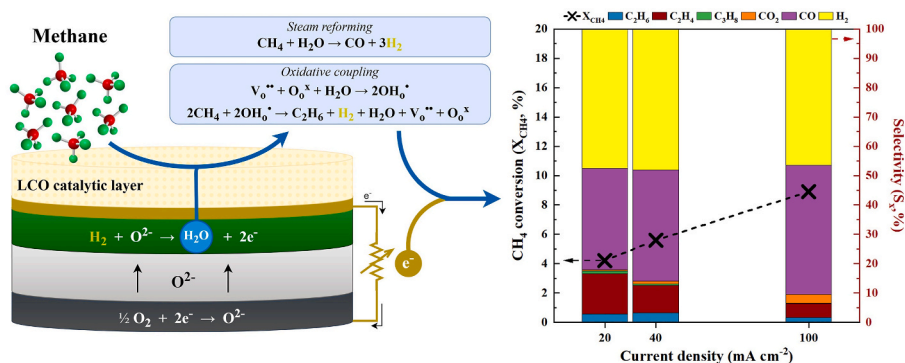 Methane
Steam reforming
CH₄ + H₂O → CO + 3H₂
Oxidative coupling
Vₒ•• + Oₒˣ + H₂O → 2OHₒ•
2CH₄ + 2OHₒ• → C₂H₆ + H₂ + H₂O + Vₒ•• + Oₒˣ
LCO catalytic layer
H₂ + O²⁻ → H₂O + 2e⁻
O²⁻
½ O₂ + 2e⁻ → O²⁻
e⁻
e⁻
X_CH4 C₂H₆ C₂H₄ C₃H₈ CO₂ CO H₂
CH₄ conversion (X_CH4, %)
20
18
16
14
12
10
8
6
4
2
0
100
90
80
70
60
50
40
30
20
10
0
Selectivity (Sₓ,%)
20 40 100
Current density (mA cm⁻²)